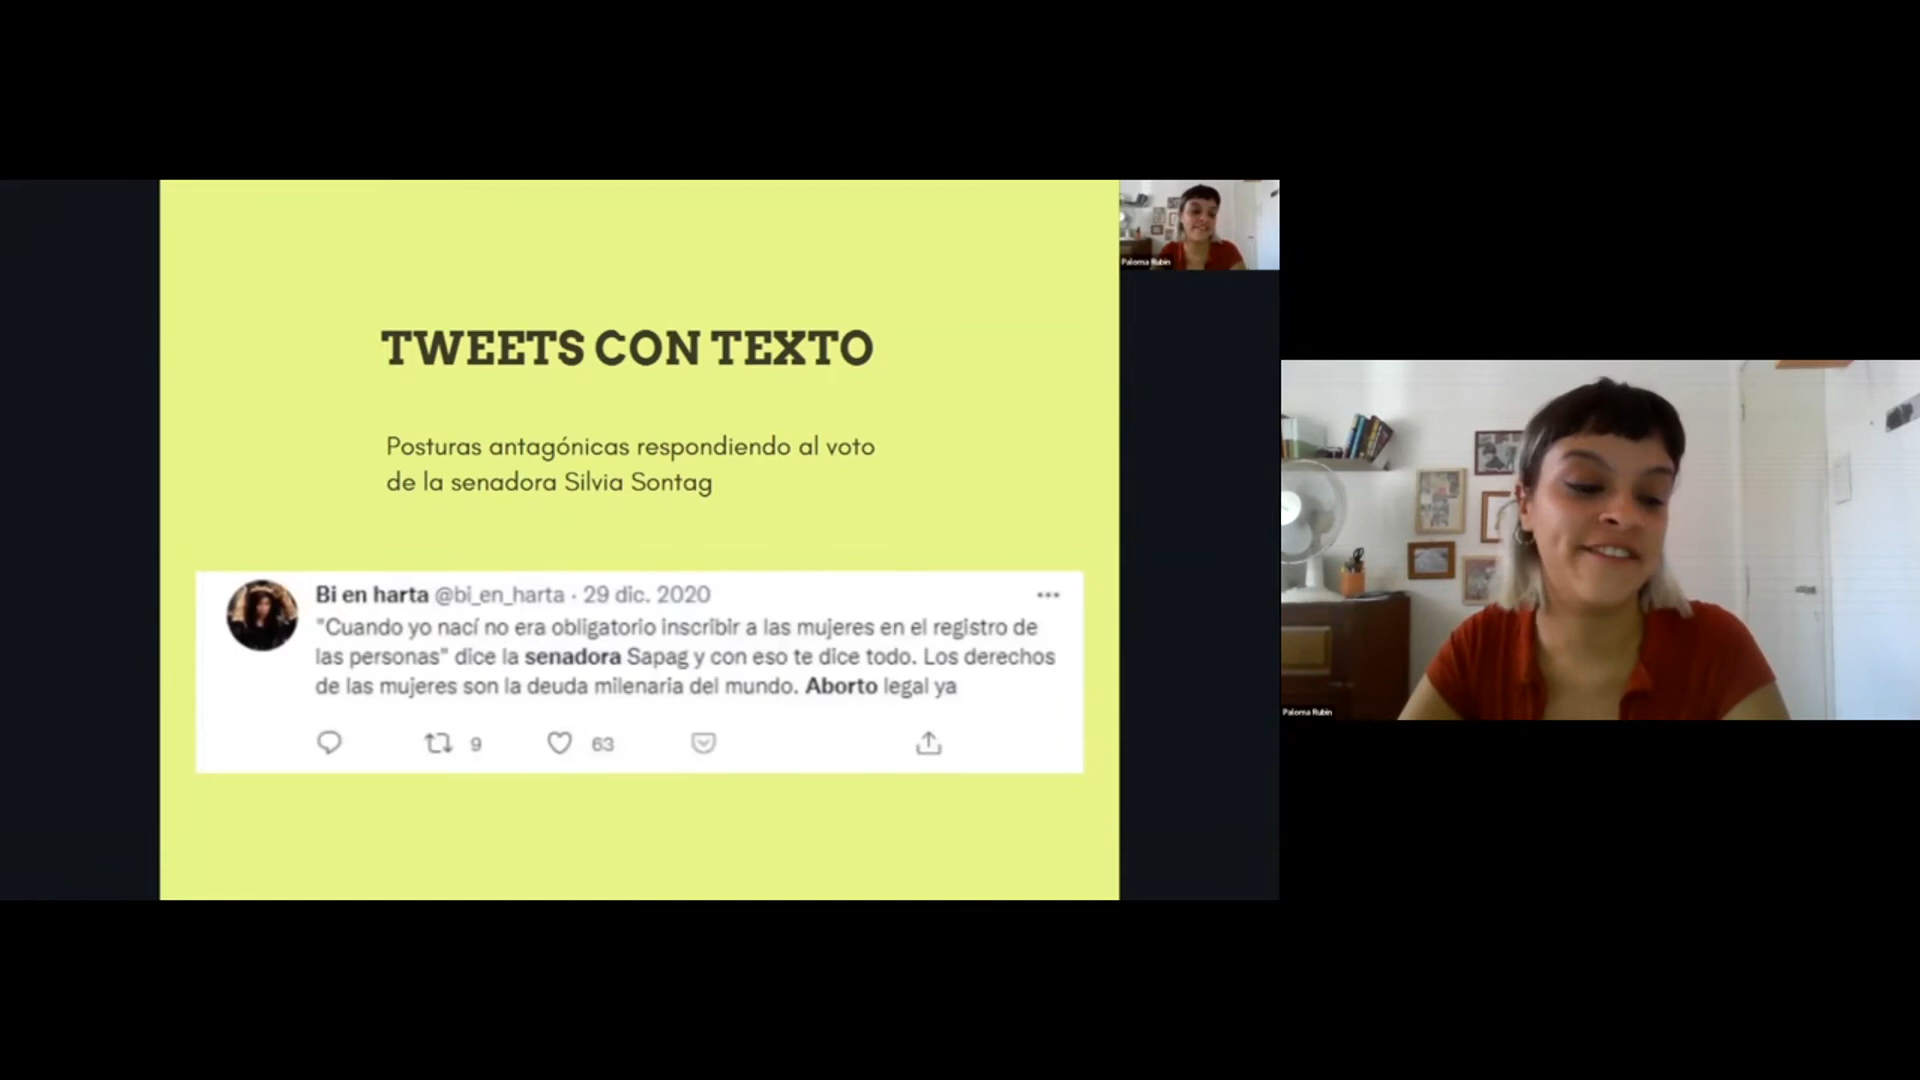 TWEETS CON TEXTO
Posturas antagónicas respondiendo al voto
de la senadora Silvia Sontag
Bi en harta @bi_en_harta · 29 dic. 2020
"Cuando yo nací no era obligatorio inscribir a las mujeres en el registro de
las personas" dice la senadora Sapag y con eso te dice todo. Los derechos
de las mujeres son la deuda milenaria del mundo. Aborto legal ya
9
63
Paloma Rubin
Paloma Rubin